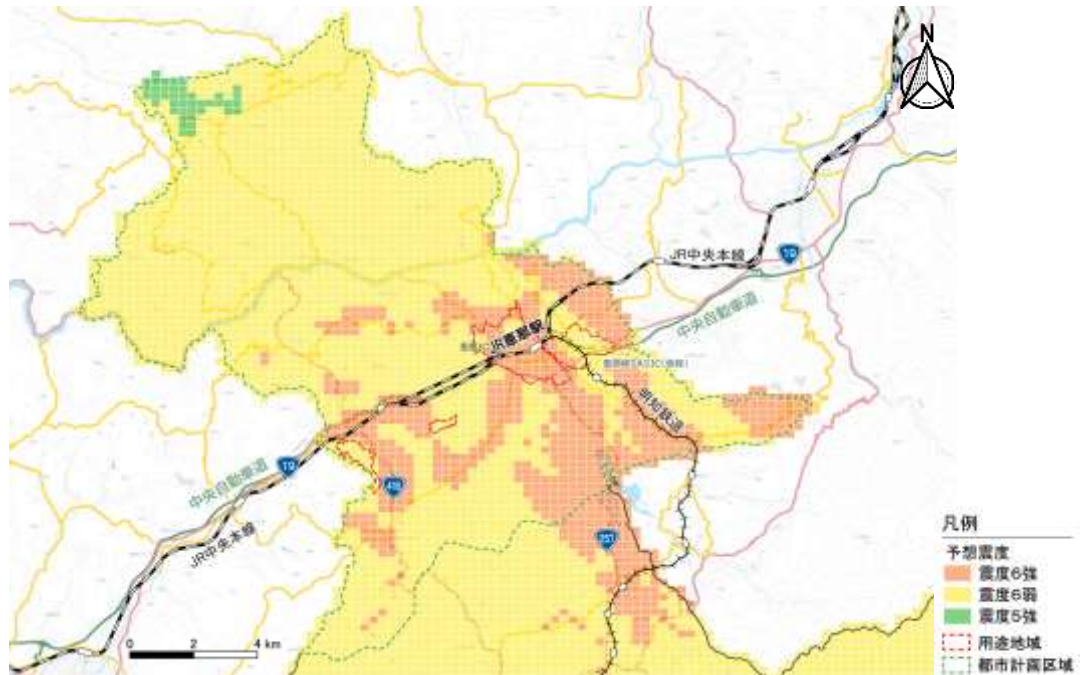 N
JR中央本線
19
中央自動車道
JR恵那駅
明知鉄道
19
418
中央自動車道
JR中央本線
257
0 2 4 km
凡例
予想震度
震度6強
震度6弱
震度5強
用途地域
都市計画区域